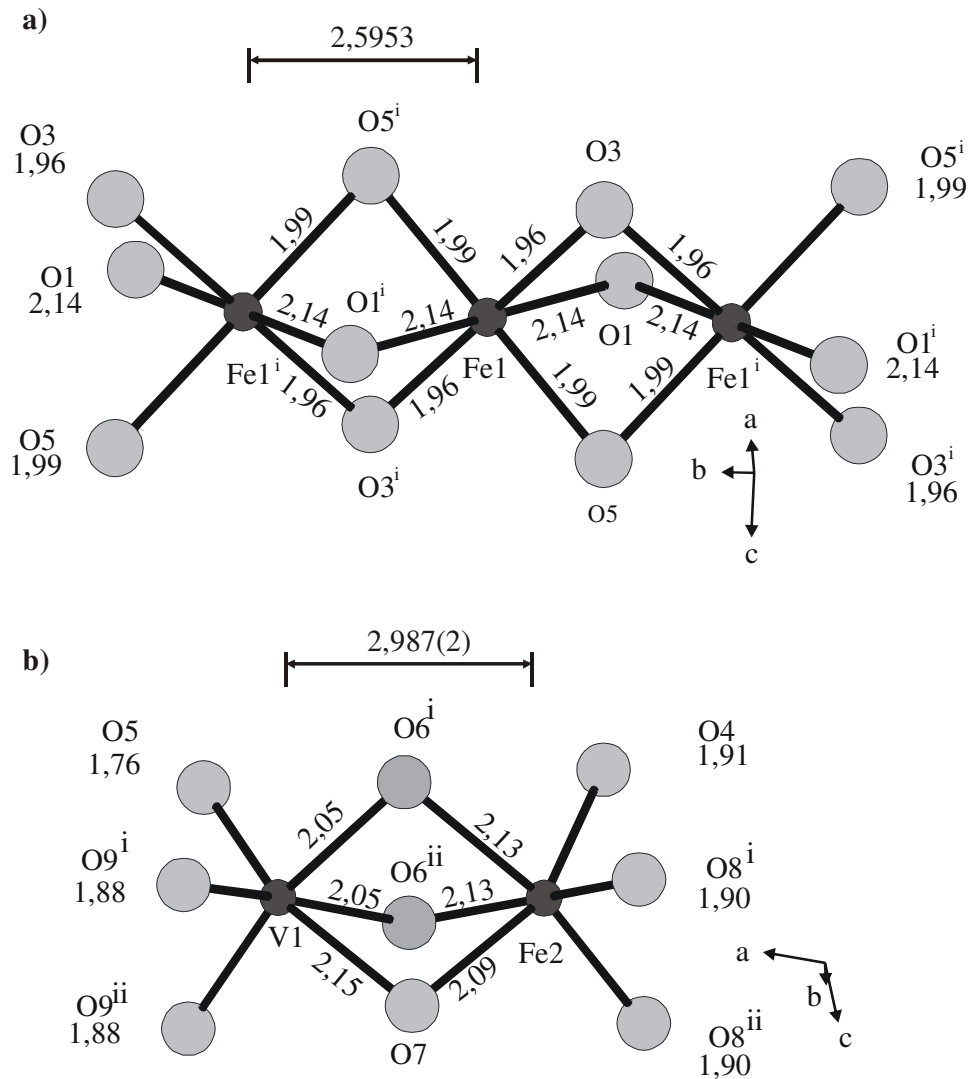 a)
2,5953
O5i
O3
1,96
O3
O5i
1,99
1,99
1,99
1,96
1,96
O1
2,14
2,14
O1i
2,14
2,14
O1
2,14
O1i
2,14
Fe1i
1,96
1,96
Fe1
1,99
1,99
Fe1i
O5
1,99
O3i
O5
O3i
1,96
a
b
c
b)
2,987(2)
O5
1,76
O6i
O4
1,91
2,05
2,13
O9i
1,88
O6ii
2,05
2,13
O8i
1,90
V1
Fe2
2,15
2,09
O9ii
1,88
O7
O8ii
1,90
a
b
c